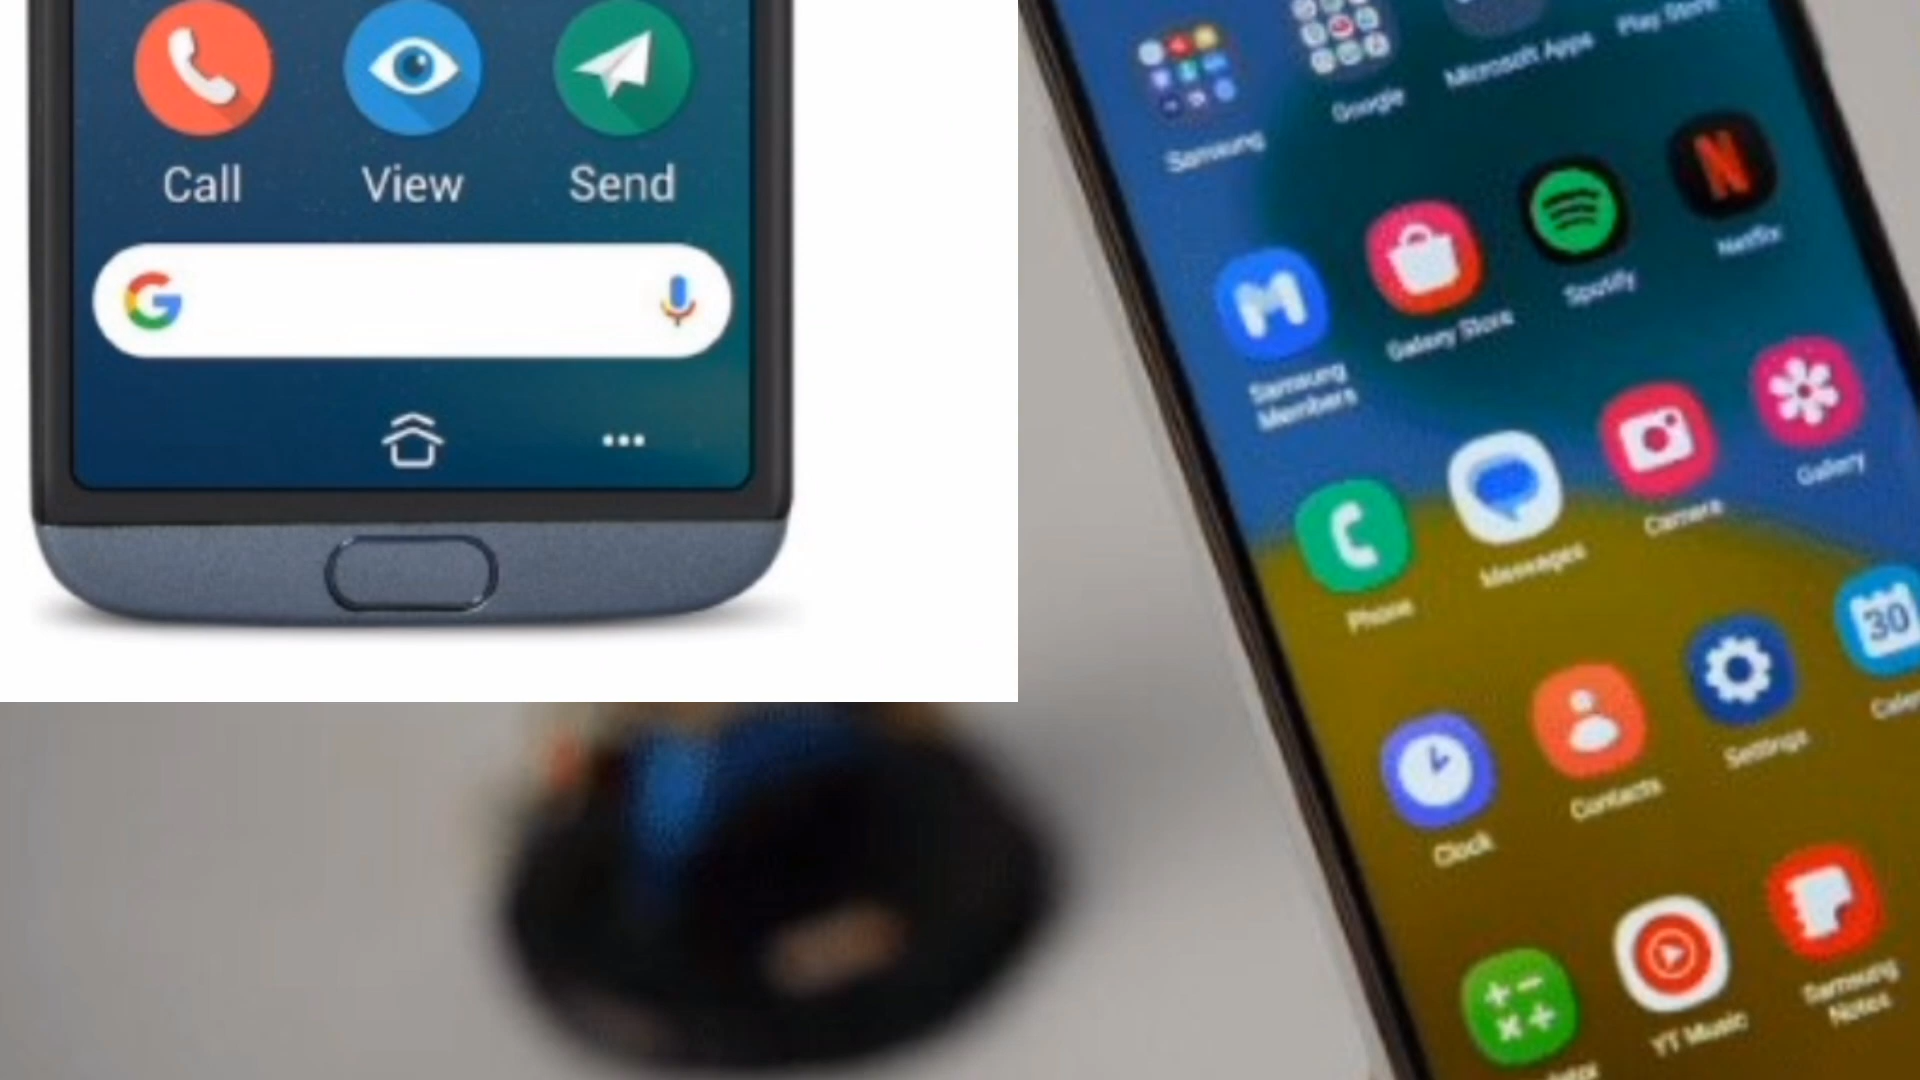 Call View Send
G
Samsung Google Microsoft Apps Play Store
Samsung
Members
Galaxy Store Spotify Netflix
N
Phone Messages Camera Gallery
Clock Contacts Settings
30
YT Music Samsung
Notes